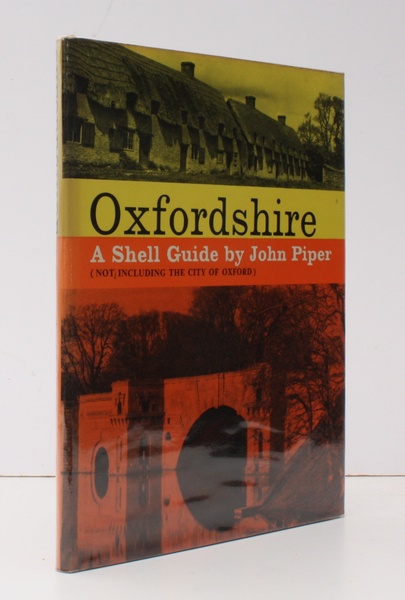 Oxfordshire
A Shell Guide by John Piper
(NOT INCLUDING THE CITY OF OXFORD)